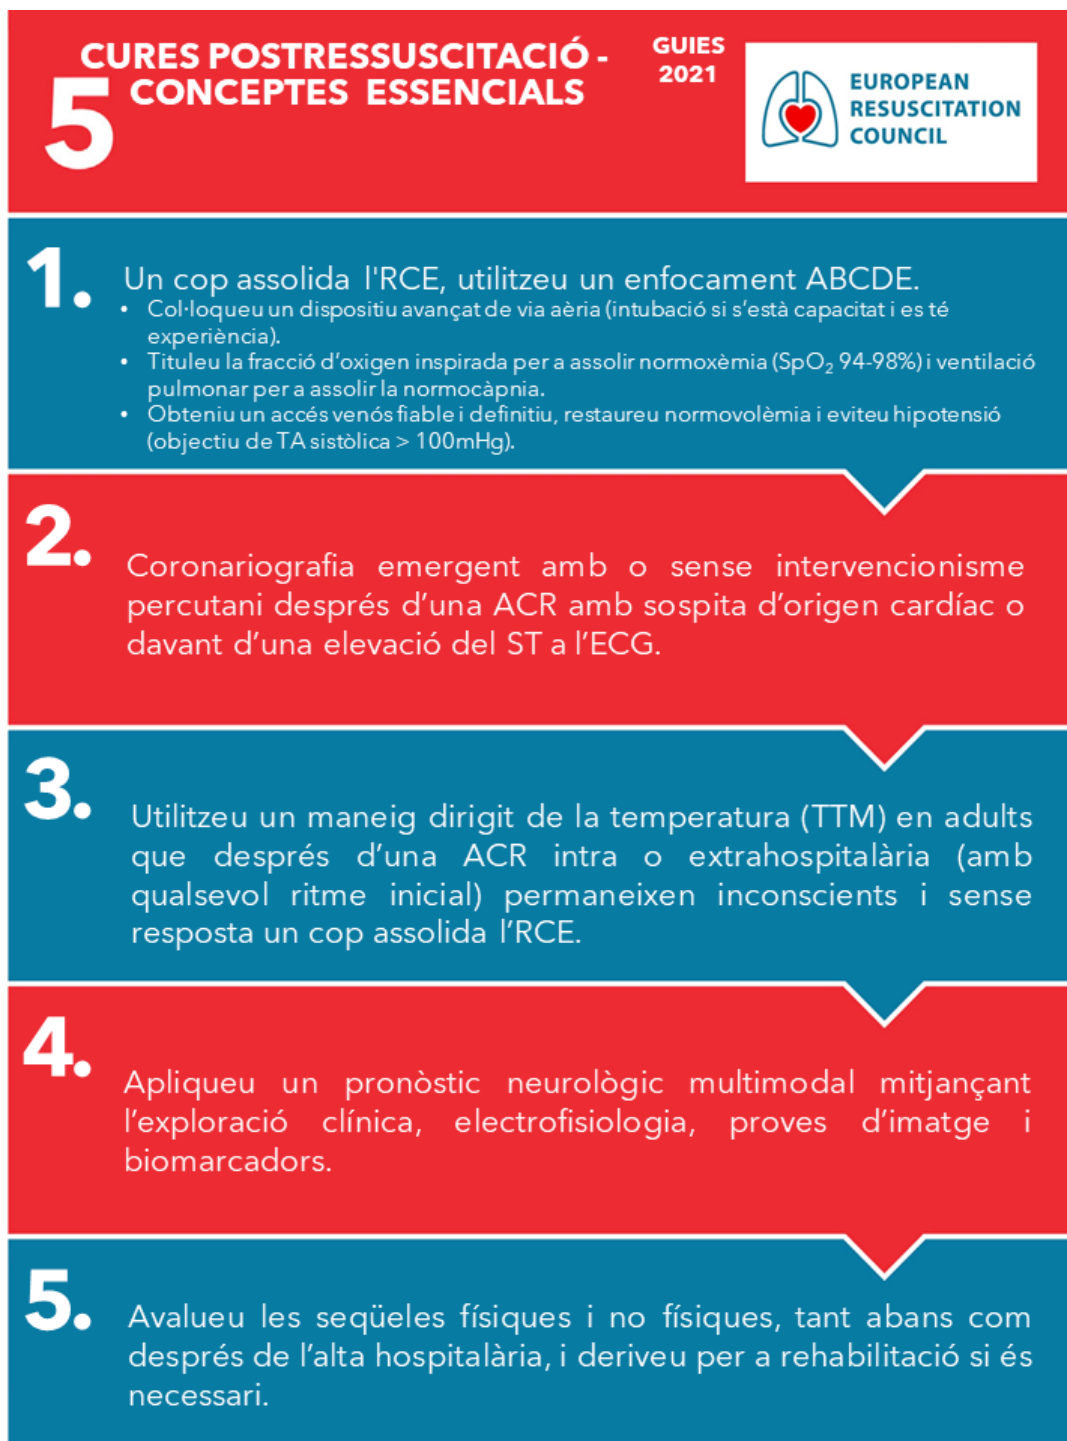 CURES POSTRESSUSCITACIÓ -
5 CONCEPTES ESSENCIALS
GUIES
2021
EUROPEAN
RESUSCITATION
COUNCIL
1.
Un cop assolida l'RCE, utilitzeu un enfocament ABCDE.
• Col·loqueu un dispositiu avançat de via aèria (intubació si s’està capacitat i es té
experiència).
• Tituleu la fracció d’oxigen inspirada per a assolir normoxèmia (SpO₂ 94-98%) i ventilació
pulmonar per a assolir la normocàpnia.
• Obteniu un accés venós fiable i definitiu, restaureu normovolèmia i eviteu hipotensió
(objectiu de TA sistòlica > 100mHg).
2.
Coronariografia emergent amb o sense intervencionisme
percutani després d’una ACR amb sospita d’origen cardíac o
davant d’una elevació del ST a l’ECG.
3.
Utilitzeu un maneig dirigit de la temperatura (TTM) en adults
que després d’una ACR intra o extrahospitalària (amb
qualsevol ritme inicial) permaneixen inconscients i sense
resposta un cop assolida l’RCE.
4.
Apliqueu un pronòstic neurològic multimodal mitjançant
l’exploració clínica, electrofisiologia, proves d’imatge i
biomarcadors.
5.
Avalueu les seqüeles físiques i no físiques, tant abans com
després de l’alta hospitalària, i deriveu per a rehabilitació si és
necessari.